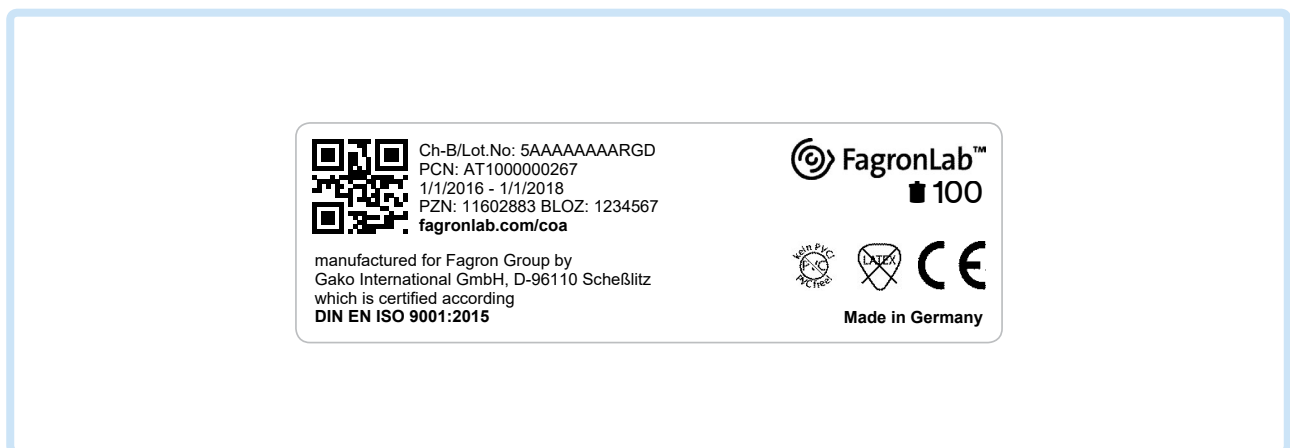 Ch-B/Lot.No: 5AAAAAAAARGD
PCN: AT1000000267
1/1/2016 - 1/1/2018
PZN: 11602883 BLOZ: 1234567
fagronlab.com/coa
manufactured for Fagron Group by
Gako International GmbH, D-96110 Scheßlitz
which is certified according
DIN EN ISO 9001:2015
FagronLab™
100
kein PVC!
PVC
PVC free!
LATEX
CE
Made in Germany